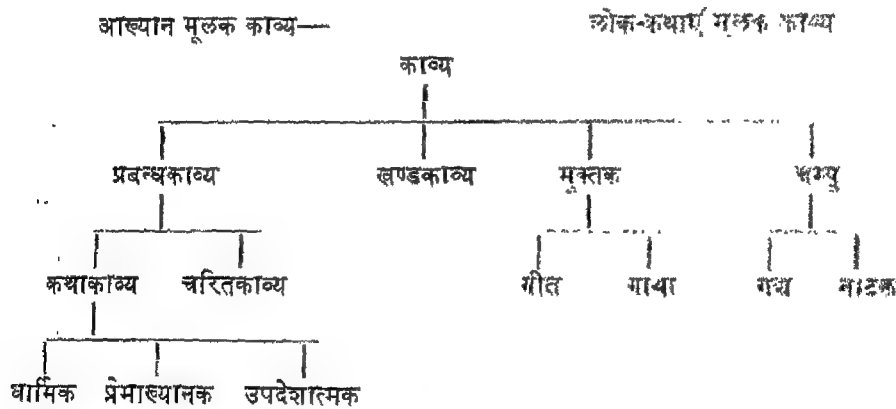 आख्यान मूलक काव्य— लोक-कथाएँ मूलक काव्य
काव्य
प्रबन्धकाव्य खण्डकाव्य मुक्तक चम्पु
कथाकाव्य चरितकाव्य गीत गाथा गद्य नाटक
धार्मिक प्रेमाख्यानक उपदेशात्मक